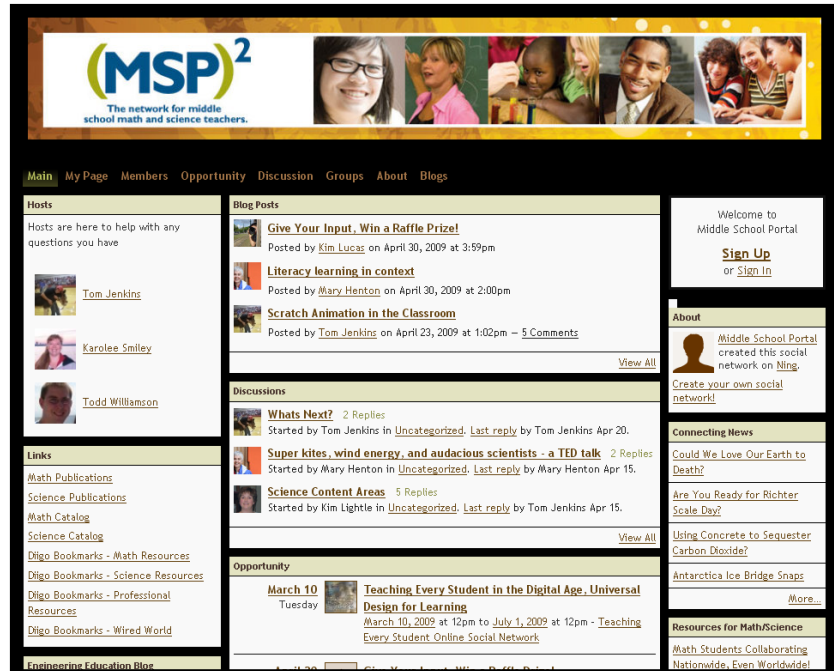 (MSP)2
The network for middle
school math and science teachers.
Main My Page Members Opportunity Discussion Groups About Blogs
Hosts
Hosts are here to help with any
questions you have
Tom Jenkins
Karolee Smiley
Todd Williamson
Links
Math Publications
Science Publications
Math Catalog
Science Catalog
Diigo Bookmarks - Math Resources
Diigo Bookmarks - Science Resources
Diigo Bookmarks - Professional
Resources
Diigo Bookmarks - Wired World
Engineering Education Blog
Blog Posts
Give Your Input, Win a Raffle Prize!
Posted by Kim Lucas on April 30, 2009 at 3:59pm
Literacy learning in context
Posted by Mary Henton on April 30, 2009 at 2:00pm
Scratch Animation in the Classroom
Posted by Tom Jenkins on April 23, 2009 at 1:02pm — 5 Comments
View All
Discussions
Whats Next? 2 Replies
Started by Tom Jenkins in Uncategorized. Last reply by Tom Jenkins Apr 20.
Super kites, wind energy, and audacious scientists - a TED talk 2 Replies
Started by Mary Henton in Uncategorized. Last reply by Mary Henton Apr 15.
Science Content Areas 5 Replies
Started by Kim Lightle in Uncategorized. Last reply by Tom Jenkins Apr 15.
View All
Opportunity
March 10
Tuesday
Teaching Every Student in the Digital Age, Universal
Design for Learning
March 10, 2009 at 12pm to July 1, 2009 at 12pm - Teaching
Every Student Online Social Network
Welcome to
Middle School Portal
Sign Up
or Sign In
About
Middle School Portal
created this social
network on Ning.
Create your own social
network!
Connecting News
Could We Love Our Earth to
Death?
Are You Ready for Richter
Scale Day?
Using Concrete to Sequester
Carbon Dioxide?
Antarctica Ice Bridge Snaps
More...
Resources for Math/Science
Math Students Collaborating
Nationwide, Even Worldwide!